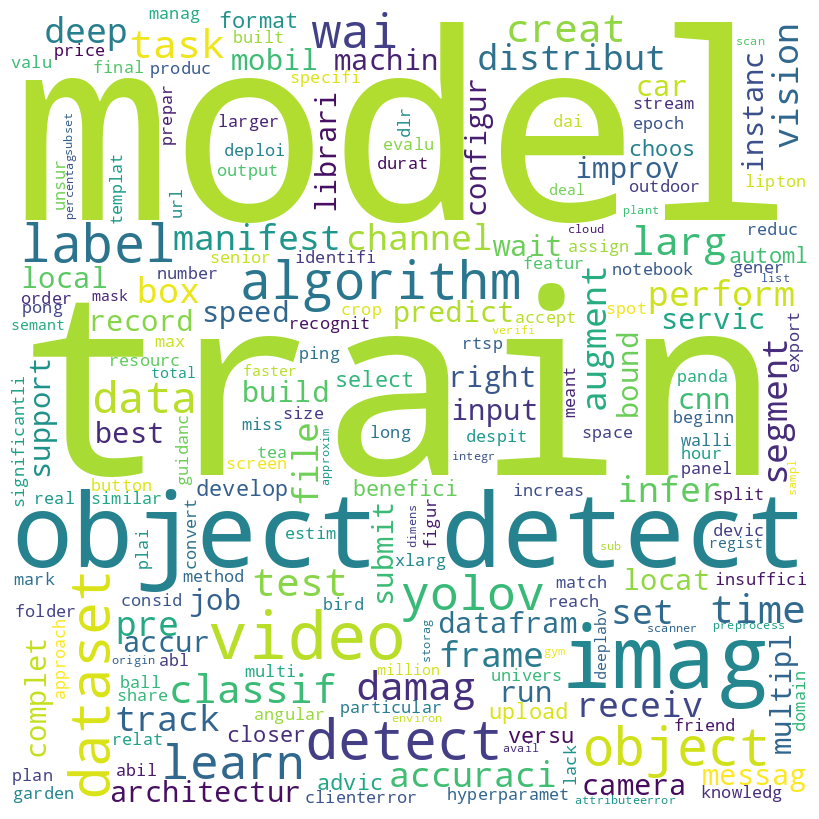 manag
deep
format
wai
creat
scan
valu
price
built
task
mobil
machin
distribut
vision
final
produc
specifi
car
model
prepar
larger
librari
dlr
configur
dai
stream
instanc
unsur
percentagsubset
templat
url
deploi
output
evalu
durat
choos
epoch
improv
outdoor
lipton
deal
plant
label
manifest
channel
cloud
wait
assign
larg
reduc
automl
senior
identifi
featur
notebook
gener
list
local
number
algorithm
augment
order
mask
box
speed
crop
predict
accept
spot
perform
export
pong
record
recognit
verifi
servic
semant
max
resourc
ping
rtsp
train
total
faster
build
select
right
meant
bound
panda
cnn
segment
significantli
support
data
guidanc
miss
size
input
space
beginn
best
tea
long
despit
walli
hour
file
approxim
screen
integr
panel
button
develop
benefici
increas
infer
split
sampl
real
similar
convert
object
detect
estim
dimens
figur
devic
regist
plai
submit
xlarg
sub
mark
method
test
match
locat
insuffici
dataset
folder
consid
job
bird
yolov
reach
set
time
pre
video
datafram
scanner
preprocess
approach
accur
storag
frame
gym
deeplabv
imag
multipl
origin
abl
multi
million
univers
complet
ball
share
classif
damag
run
receiv
domain
track
angular
particular
upload
environ
friend
relat
closer
detect
versu
object
plan
abil
learn
advic
accuraci
avail
lack
camera
messag
garden
architectur
clienterror
hyperparamet
attributeerror
knowledg